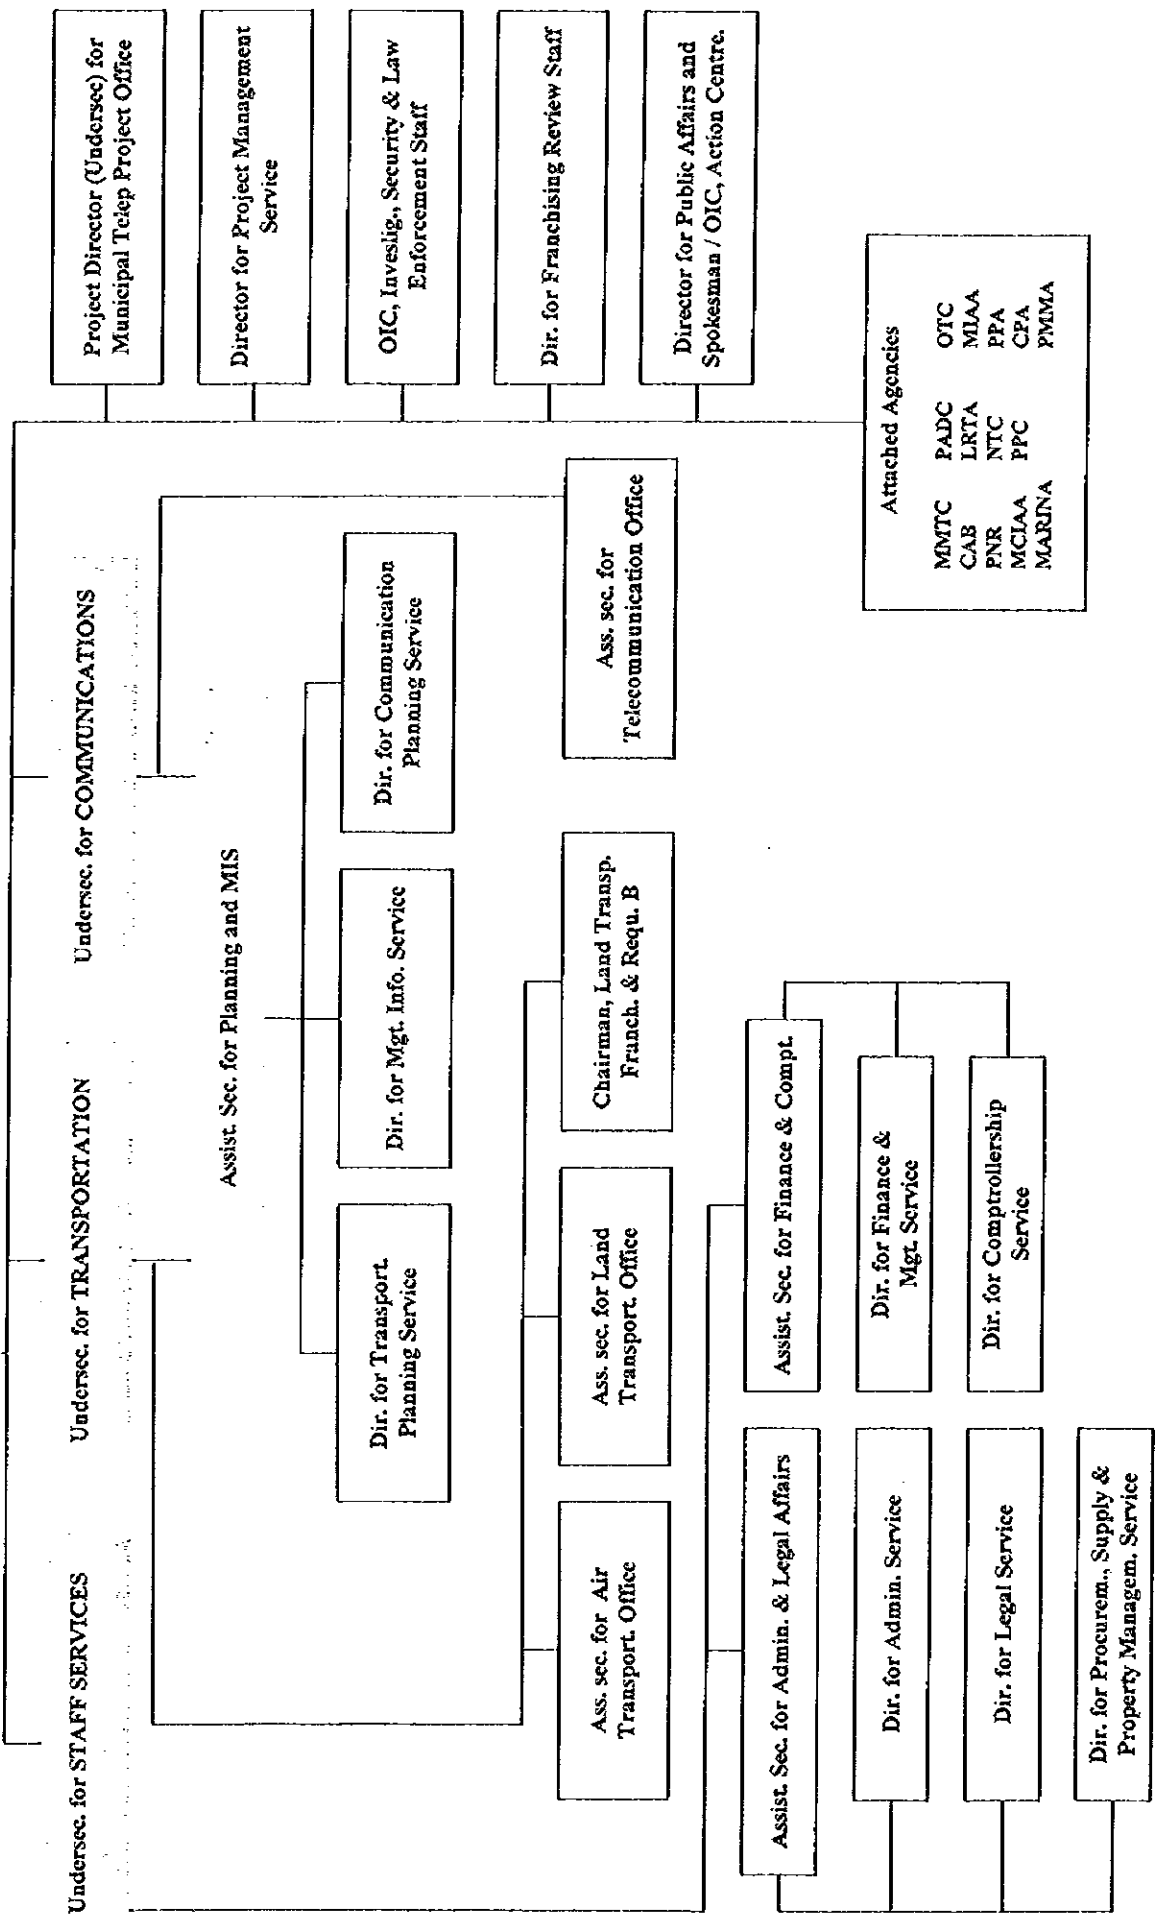 Undersec. for STAFF SERVICES
Undersec. for TRANSPORTATION
Undersec. for COMMUNICATIONS
Project Director (Undersec) for
Municipal Telep Project Office
Director for Project Management
Service
OIC, Investig., Security & Law
Enforcement Staff
Dir. for Franchising Review Staff
Director for Public Affairs and
Spokesman / OIC, Action Centre.
Assist. Sec. for Planning and MIS
Dir. for Transport.
Planning Service
Dir. for Mgt. Info. Service
Dir. for Communication
Planning Service
Ass. sec. for Air
Transport. Office
Ass. sec. for Land
Transport. Office
Chairman, Land Transp.
Franch. & Requ. B
Ass. sec. for
Telecommunication Office
Assist. Sec. for Admin. & Legal Affairs
Assist. Sec. for Finance & Compt.
Dir. for Admin. Service
Dir. for Finance &
Mgt. Service
Dir. for Legal Service
Dir. for Comptrollership
Service
Dir. for Procurem., Supply &
Property Managem. Service
Attached Agencies
MMTC PADC OTC
CAB LRTA MIAA
PNR NTC PPA
MCIAA PPC CPA
MARINA PMMA